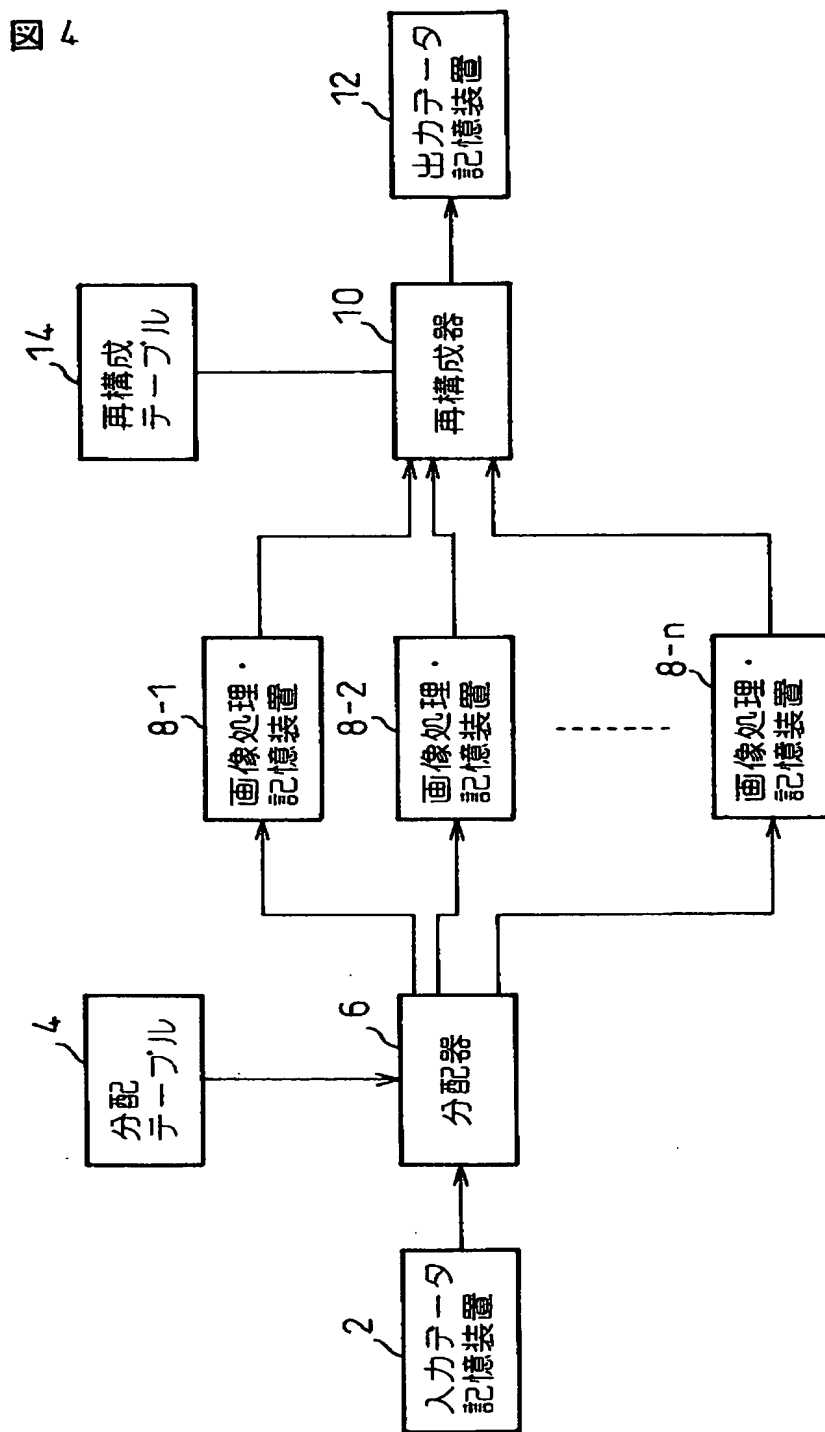 図 4
2
入力データ
記憶装置
4
分配
テーブル
6
分配器
8-1
画像処理・
記憶装置
8-2
画像処理・
記憶装置
8-n
画像処理・
記憶装置
14
再構成
テーブル
10
再構成器
12
出力データ
記憶装置